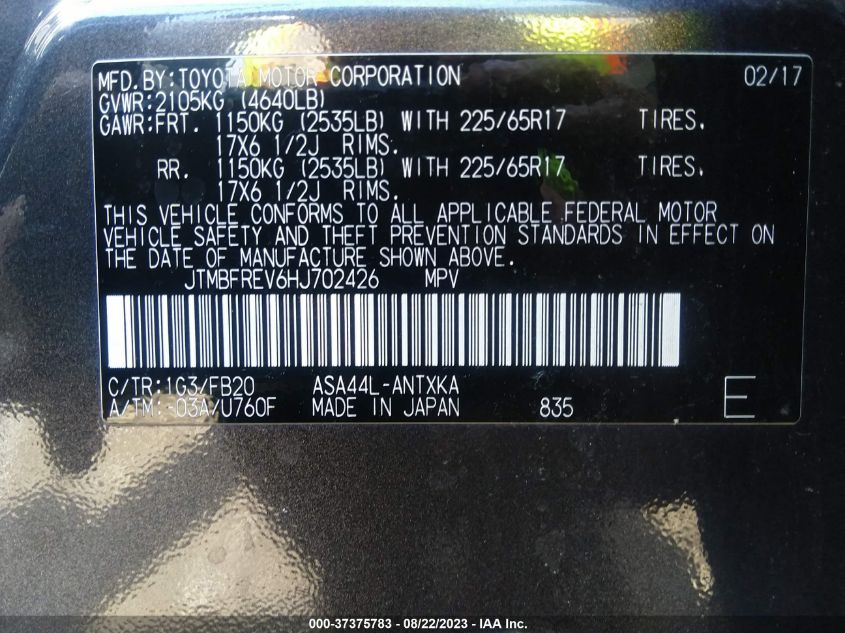 MFD.BY:TOYOTA MOTOR CORPORATION 02/17
GVWR:2105KG (4640LB)
GAWR:FRT. 1150KG (2535LB) WITH 225/65R17 TIRES.
17X6 1/2J RIMS.
RR. 1150KG (2535LB) WITH 225/65R17 TIRES.
17X6 1/2J RIMS.
THIS VEHICLE CONFORMS TO ALL APPLICABLE FEDERAL MOTOR
VEHICLE SAFETY AND THEFT PREVENTION STANDARDS IN EFFECT ON
THE DATE OF MANUFACTURE SHOWN ABOVE.
JTMBFREV6HJ702426 MPV
C/TR:1G3/FB20 ASA44L-ANTXKA
A/TM:-03A/U760F MADE IN JAPAN 835 E
000-37375783 - 08/22/2023 - IAA Inc.